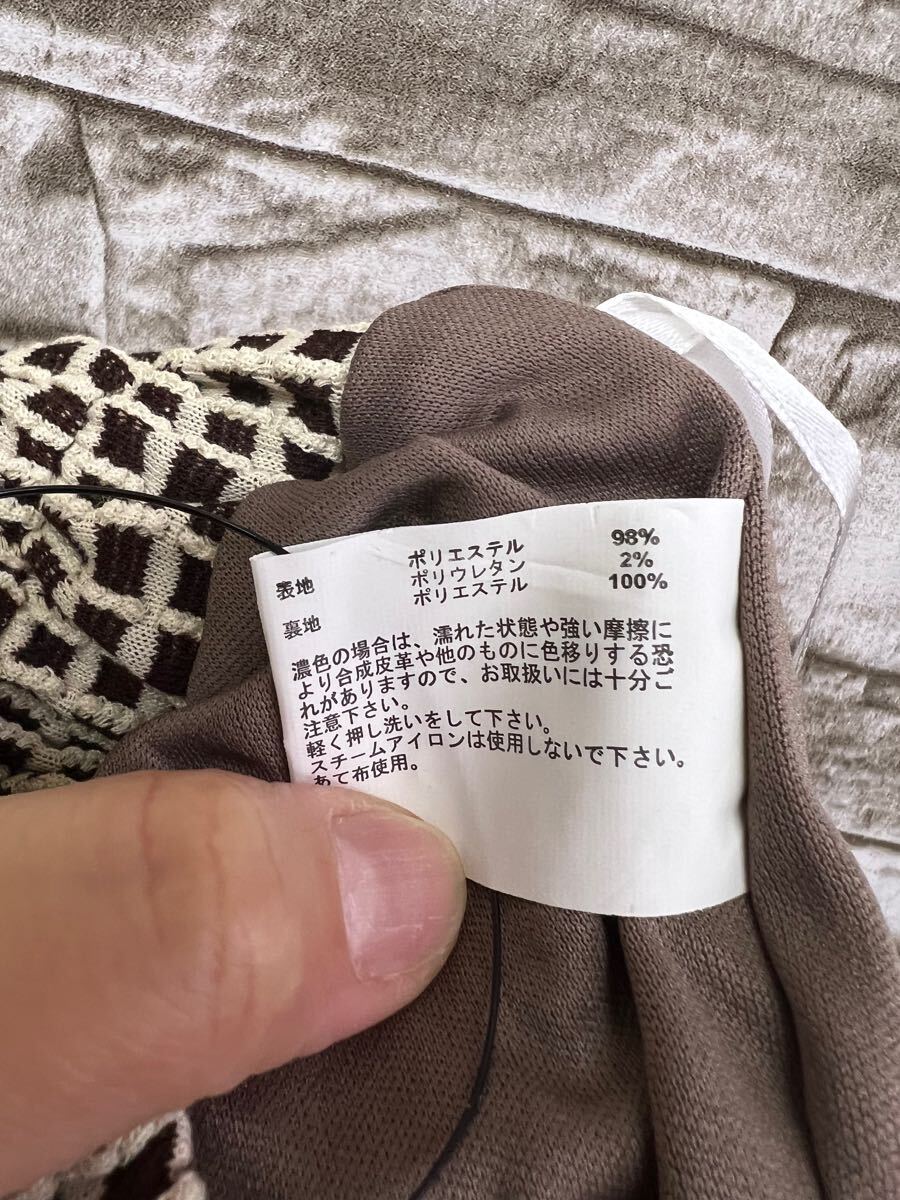 表地 ポリエステル 98%
ポリウレタン 2%
裏地 ポリエステル 100%
濃色の場合は、濡れた状態や強い摩擦に
より合成皮革や他のものに色移りする恐
れがありますので、お取扱いには十分ご
注意下さい。
軽く押し洗いをして下さい。
スチームアイロンは使用しないで下さい。
あて布使用。